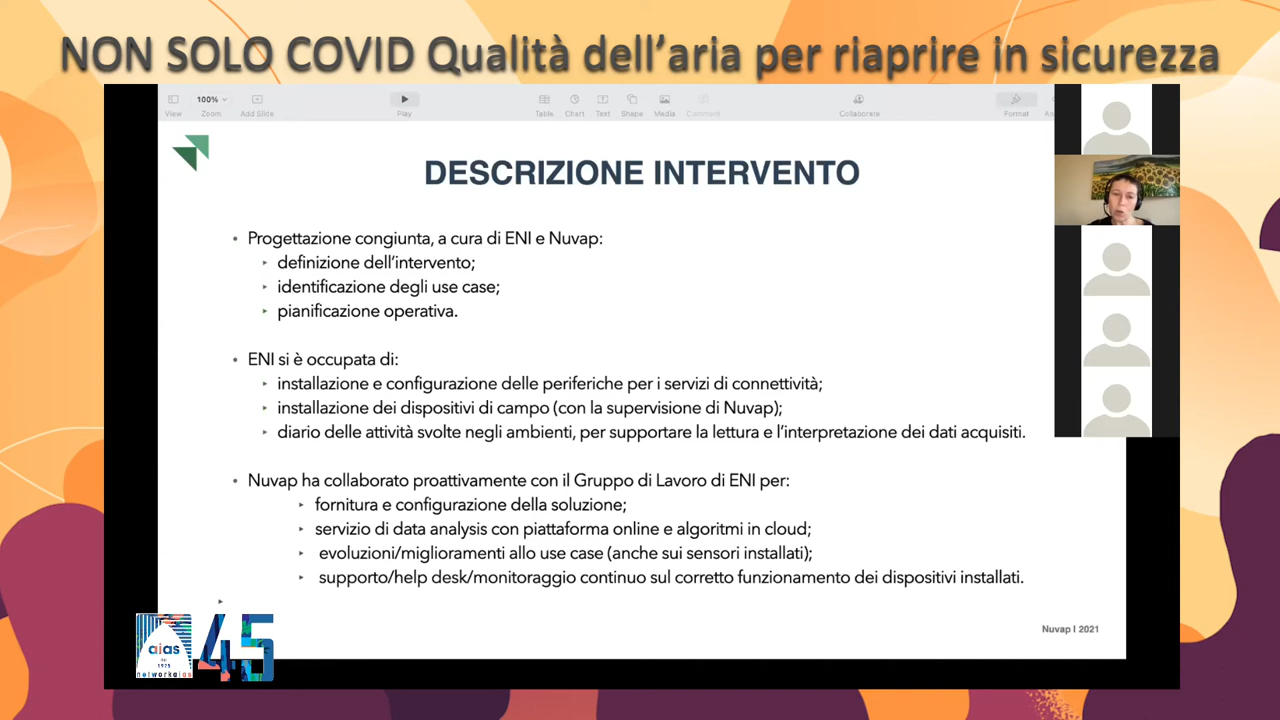 NON SOLO COVID Qualità dell'aria per riaprire in sicurezza
100%
View
Zoom
Add Slide
Play
Table
Chart
Text
Shape
Media
Comment
Collaborate
Format
DESCRIZIONE INTERVENTO
• Progettazione congiunta, a cura di ENI e Nuvap:
‣ definizione dell'intervento;
‣ identificazione degli use case;
‣ pianificazione operativa.
• ENI si è occupata di:
‣ installazione e configurazione delle periferiche per i servizi di connettività;
‣ installazione dei dispositivi di campo (con la supervisione di Nuvap);
‣ diario delle attività svolte negli ambienti, per supportare la lettura e l'interpretazione dei dati acquisiti.
• Nuvap ha collaborato proattivamente con il Gruppo di Lavoro di ENI per:
‣ fornitura e configurazione della soluzione;
‣ servizio di data analysis con piattaforma online e algoritmi in cloud;
‣ evoluzioni/miglioramenti allo use case (anche sui sensori installati);
‣ supporto/help desk/monitoraggio continuo sul corretto funzionamento dei dispositivi installati.
Nuvap | 2021
aias
dal
1975
networkaias
45